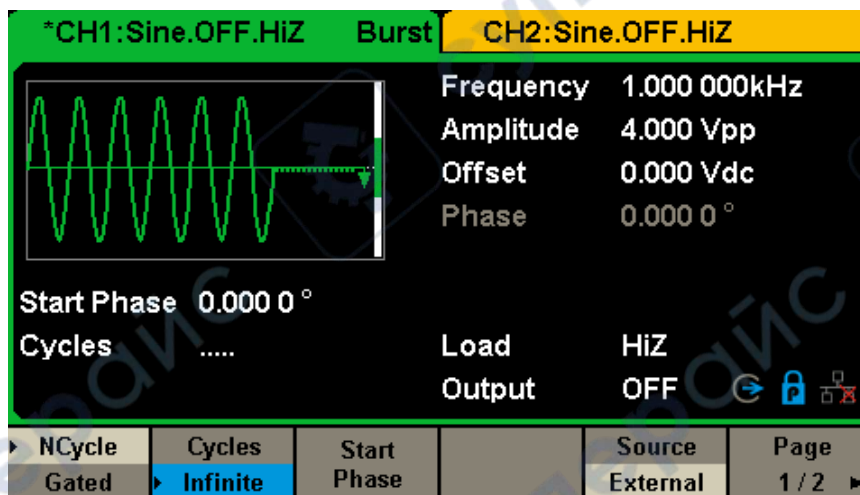 *CH1:Sine.OFF.HiZ Burst CH2:Sine.OFF.HiZ
Frequency 1.000 000kHz
Amplitude 4.000 Vpp
Offset 0.000 Vdc
Phase 0.000 0 °
Start Phase 0.000 0 °
Cycles .....
Load HiZ
Output OFF P
NCycle Gated
Cycles Infinite
Start Phase
Source External
Page 1/2